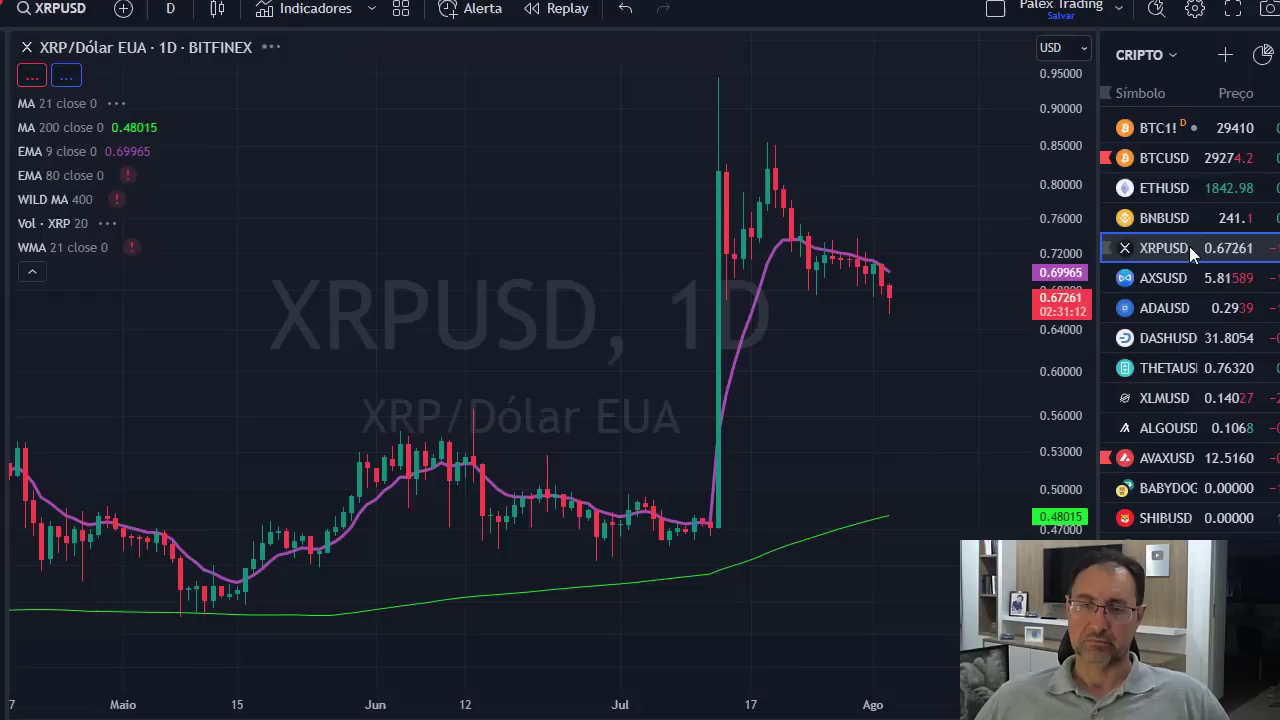 XRPUSD D Indicadores Alerta Replay Palex Trading
Salvar
XRP/Dólar EUA · 1D · BITFINEX
USD
CRIPTO
Símbolo Preço
... ...
MA 21 close 0
MA 200 close 0 0.48015
EMA 9 close 0 0.69965
EMA 80 close 0 !
WILD MA 400 !
Vol · XRP 20
WMA 21 close 0 !
XRPUSD, 1D
XRP/Dólar EUA
0.95000
0.90000
0.85000
0.80000
0.76000
0.72000
0.69965
0.67261
02:31:12
0.64000
0.60000
0.56000
0.53000
0.50000
0.48015
0.47000
BTC1! D 29410
BTCUSD 29274.2
ETHUSD 1842.98
BNBUSD 241.1
XRPUSD 0.67261
AXSUSD 5.81589
ADAUSD 0.2939
DASHUSD 31.8054
THETAUS 0.76320
XLMUSD 0.14027
ALGOUSD 0.1068
AVAXUSD 12.5160
BABYDOG 0.00000
SHIBUSD 0.00000
7 Maio 15 Jun 12 Jul 17 Ago